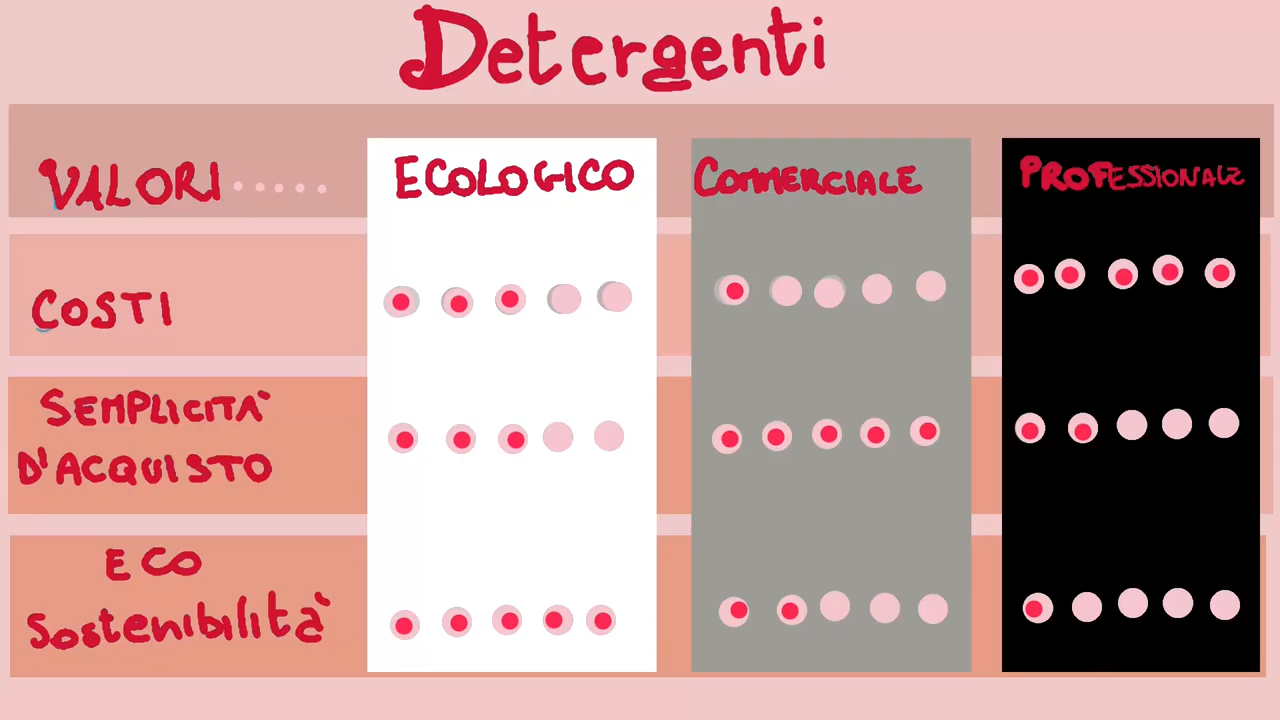 Detergenti
VALORI ..... ECOLOGICO COMMERCIALE PROFESSIONALE
COSTI
SEMPLICITÀ
D'ACQUISTO
ECO
Sostenibilità